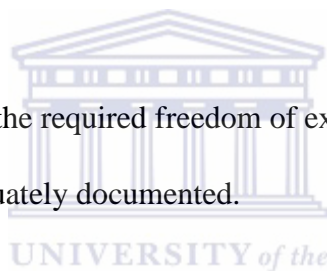 the required freedom of ex
uately documented.
UNIVERSITY of the